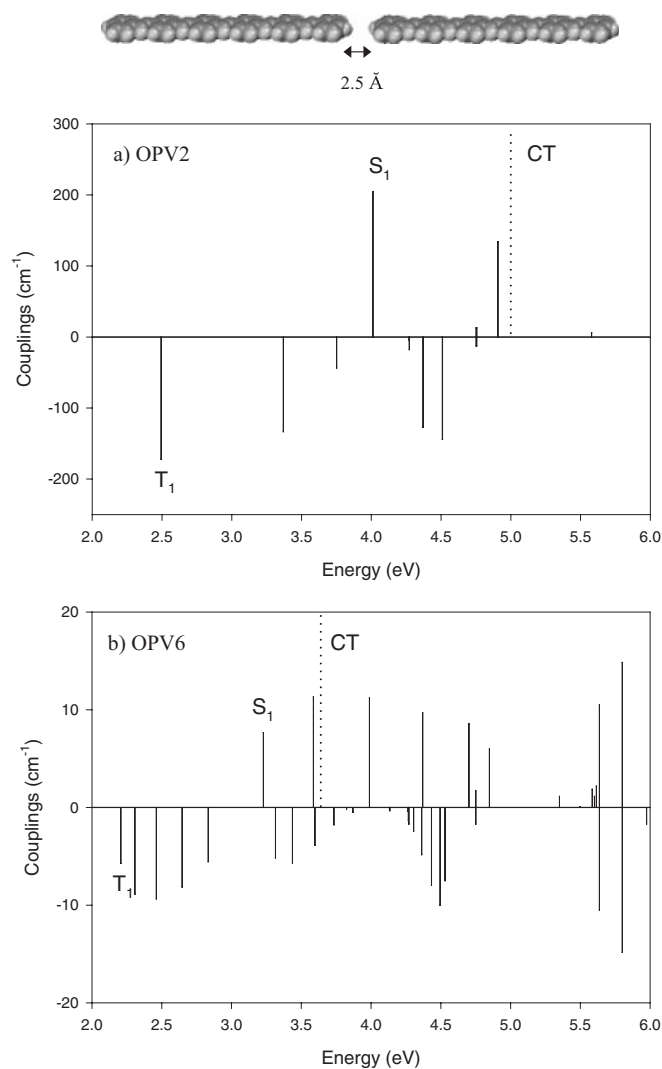 2.5 Ǎ
a) OPV2
CT
S1
300
200
100
0
-100
-200
T1
Couplings (cm-1)
2.0 2.5 3.0 3.5 4.0 4.5 5.0 5.5 6.0
Energy (eV)
b) OPV6
CT
S1
20
10
0
-10
-20
T1
Couplings (cm-1)
2.0 2.5 3.0 3.5 4.0 4.5 5.0 5.5 6.0
Energy (eV)